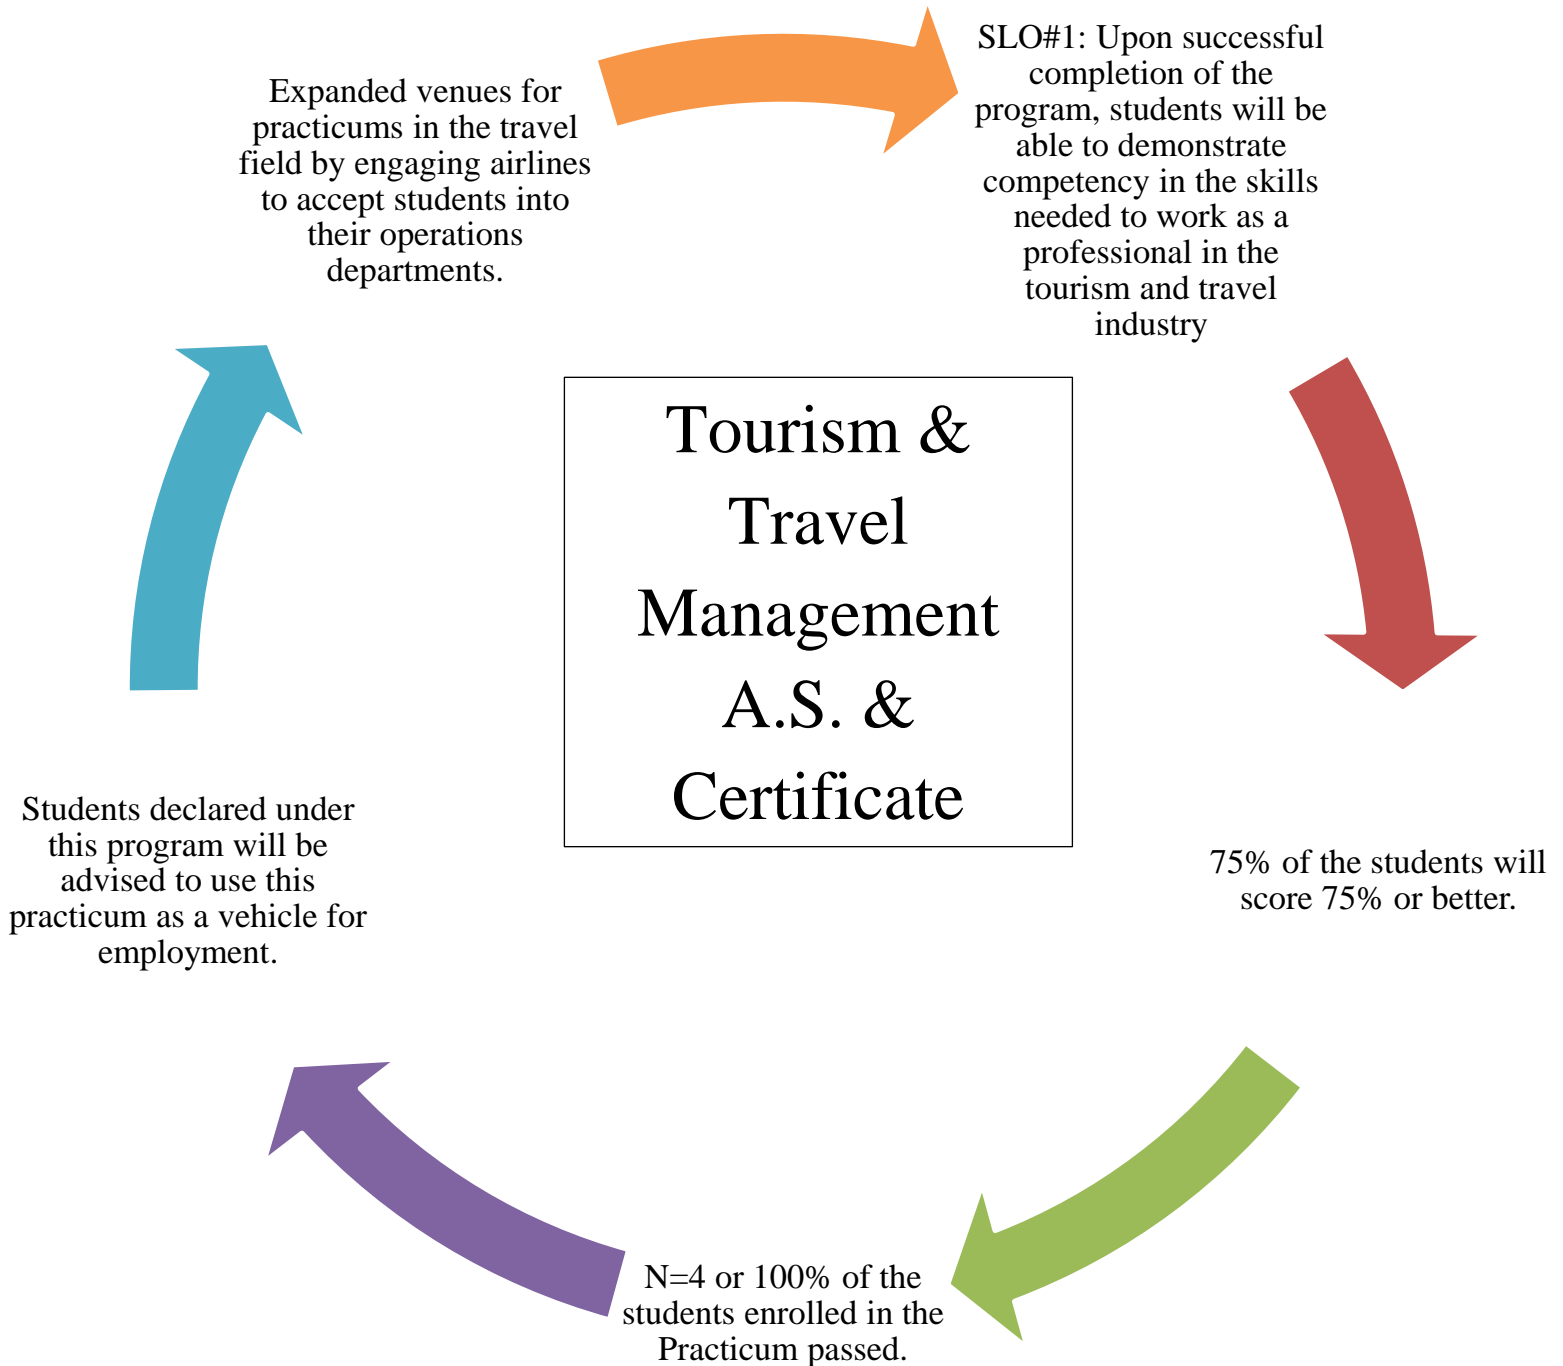 Expanded venues for
practicums in the travel
field by engaging airlines
to accept students into
their operations
departments.
SLO#1: Upon successful
completion of the
program, students will be
able to demonstrate
competency in the skills
needed to work as a
professional in the
tourism and travel
industry
Tourism &
Travel
Management
A.S. &
Certificate
Students declared under
this program will be
advised to use this
practicum as a vehicle for
employment.
75% of the students will
score 75% or better.
N=4 or 100% of the
students enrolled in the
Practicum passed.